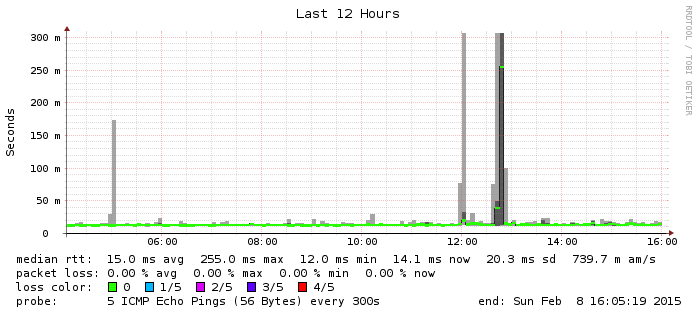 Last 12 Hours
RRDTOOL / TOBI OETIKER
Seconds
300 m
250 m
200 m
150 m
100 m
50 m
0
06:00 08:00 10:00 12:00 14:00 16:00
median rtt: 15.0 ms avg 255.0 ms max 12.0 ms min 14.1 ms now 20.3 ms sd 739.7 m am/s
packet loss: 0.00 % avg 0.00 % max 0.00 % min 0.00 % now
loss color: 0 1/5 2/5 3/5 4/5
probe: 5 ICMP Echo Pings (56 Bytes) every 300s end: Sun Feb 8 16:05:19 2015